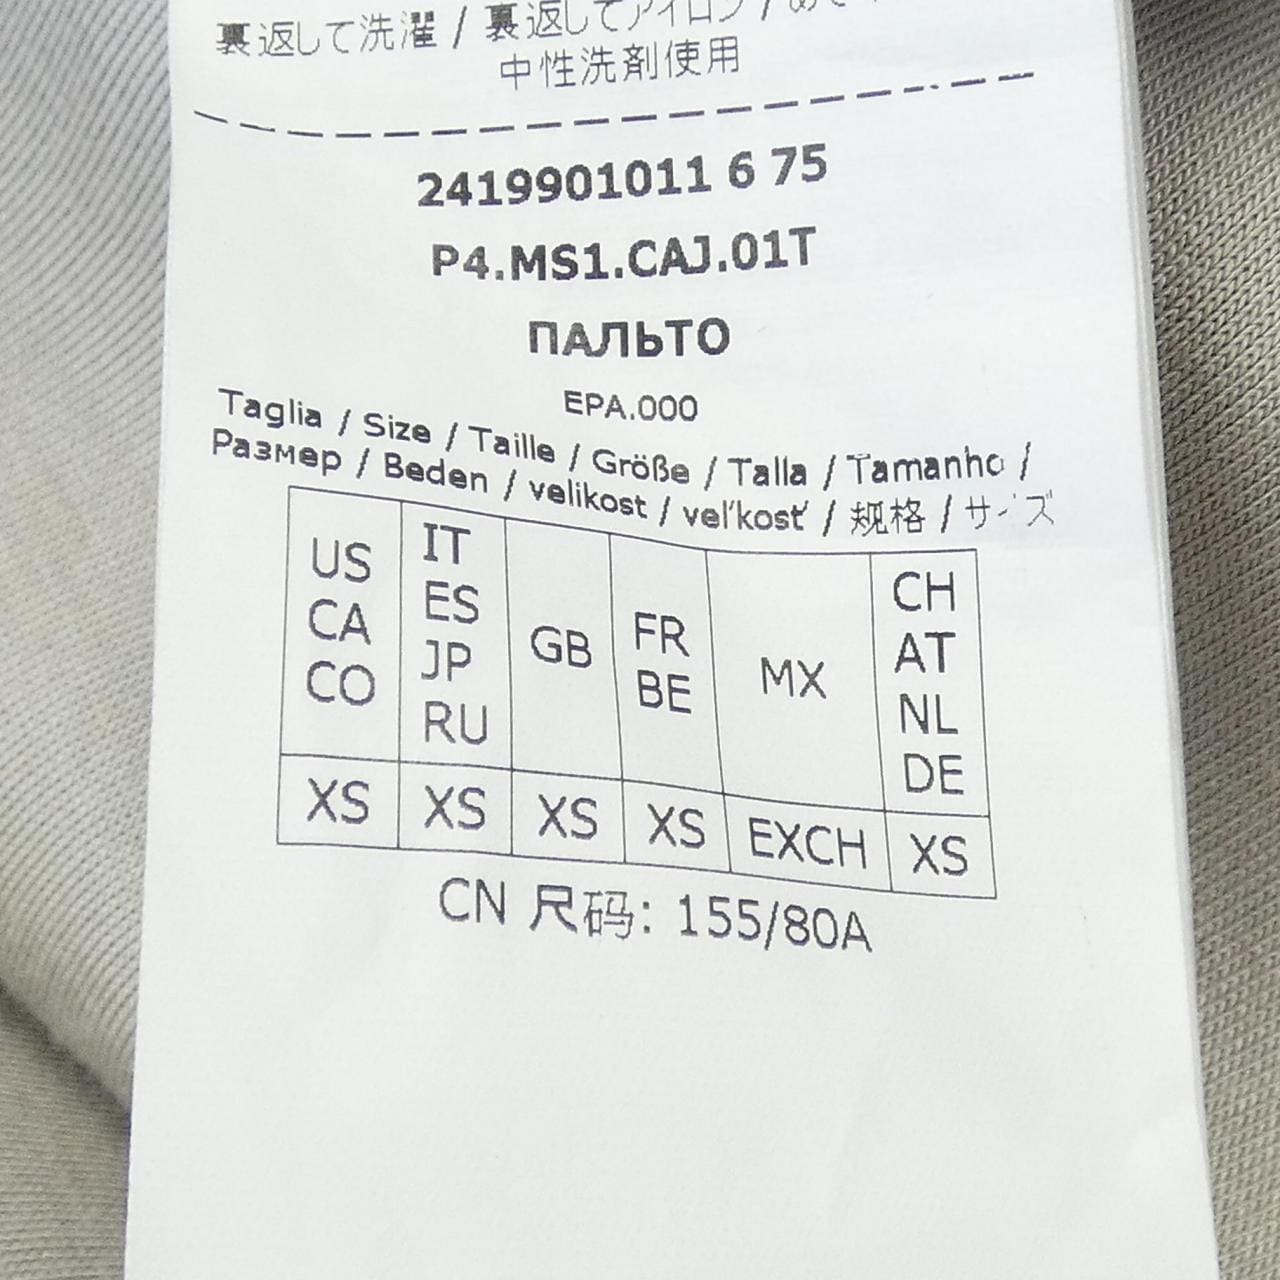 裏返して洗濯 / 裏返してアイロン /
中性洗剤使用
2419901011 6 75
P4.MS1.CAJ.01T
ПАЛЬТО
EPA.000
Taglia / Size / Taille / Größe / Talla / Tamanho /
Размер / Beden / velikost / veľkosť / 规格 / サイズ
US CA CO
IT ES JP RU
GB
FR BE
MX
CH AT NL DE
XS XS XS XS EXCH XS
CN 尺码: 155/80A